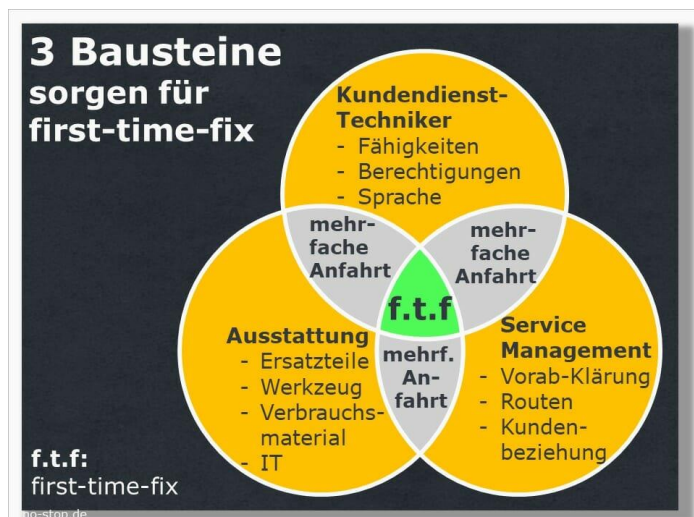 3 Bausteine
sorgen für
first-time-fix
Kundendienst-
Techniker
- Fähigkeiten
- Berechtigungen
- Sprache
mehr-
fache
Anfahrt
mehr-
fache
Anfahrt
f.t.f
Ausstattung
- Ersatzteile
- Werkzeug
- Verbrauchs-
material
- IT
mehrf.
An-
fahrt
Service
Management
- Vorab-Klärung
- Routen
- Kunden-
beziehung
f.t.f:
first-time-fix